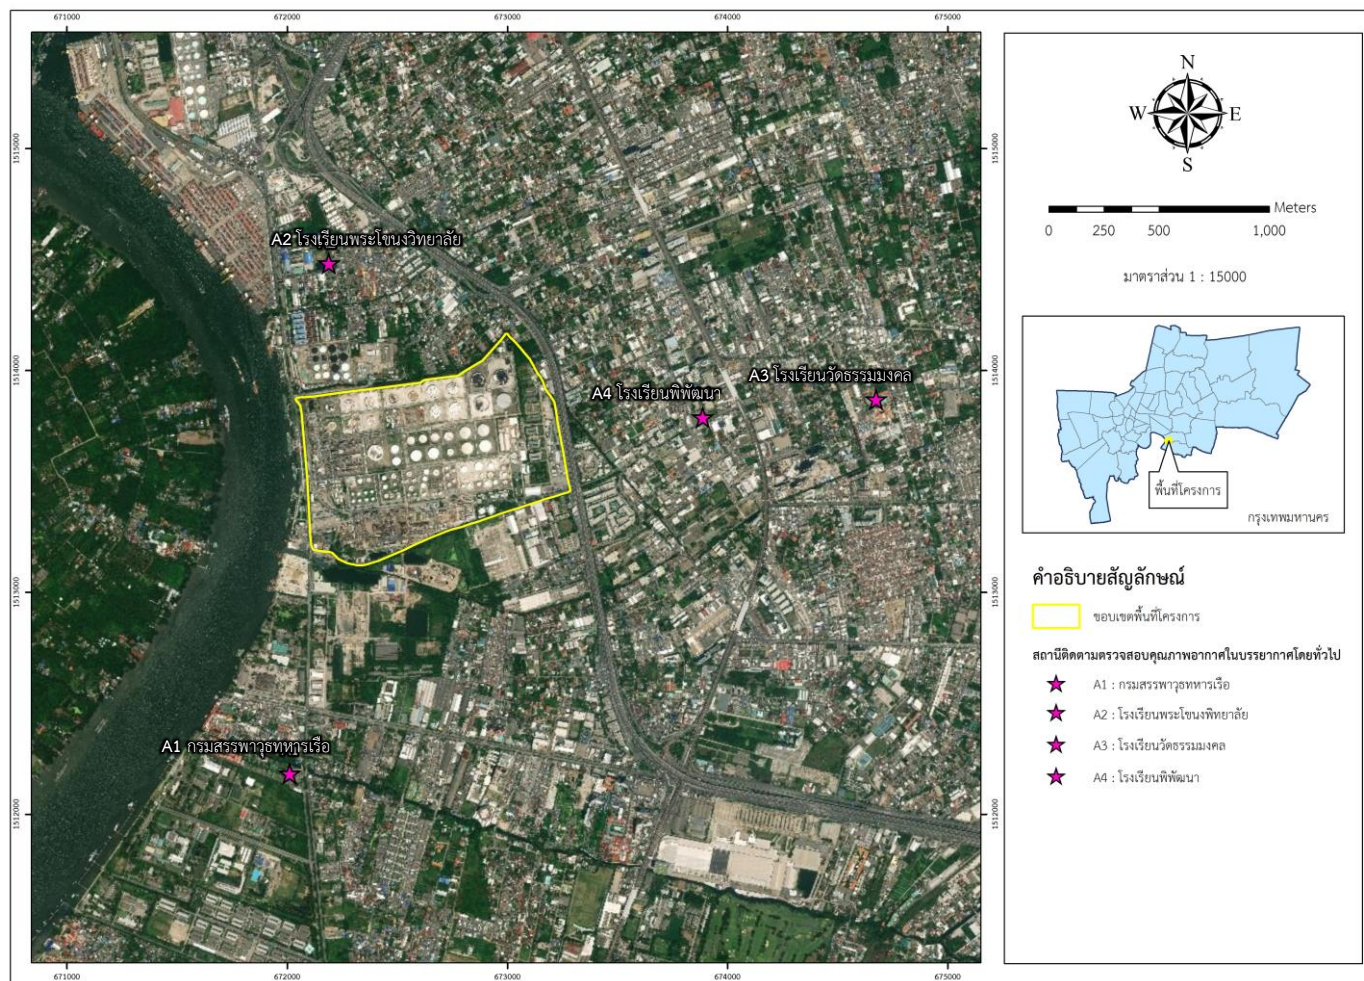 671000
672000
673000
674000
675000
1515000
1515000
A2 โรงเรียนพระโขนงวิทยาลัย
1514000
1514000
A3 โรงเรียนวัดธรรมมงคล
A4 โรงเรียนพิพัฒนา
1513000
1513000
A1 กรมสรรพาวุธทหารเรือ
1512000
1512000
671000
672000
673000
674000
675000
N
W
E
S
Meters
0
250
500
1,000
มาตราส่วน 1 : 15000
พื้นที่โครงการ
กรุงเทพมหานคร
คำอธิบายสัญลักษณ์
ขอบเขตพื้นที่โครงการ
สถานีติดตามตรวจสอบคุณภาพอากาศในบรรยากาศโดยทั่วไป
A1 : กรมสรรพาวุธทหารเรือ
A2 : โรงเรียนพระโขนงพิทยาลัย
A3 : โรงเรียนวัดธรรมมงคล
A4 : โรงเรียนพิพัฒนา